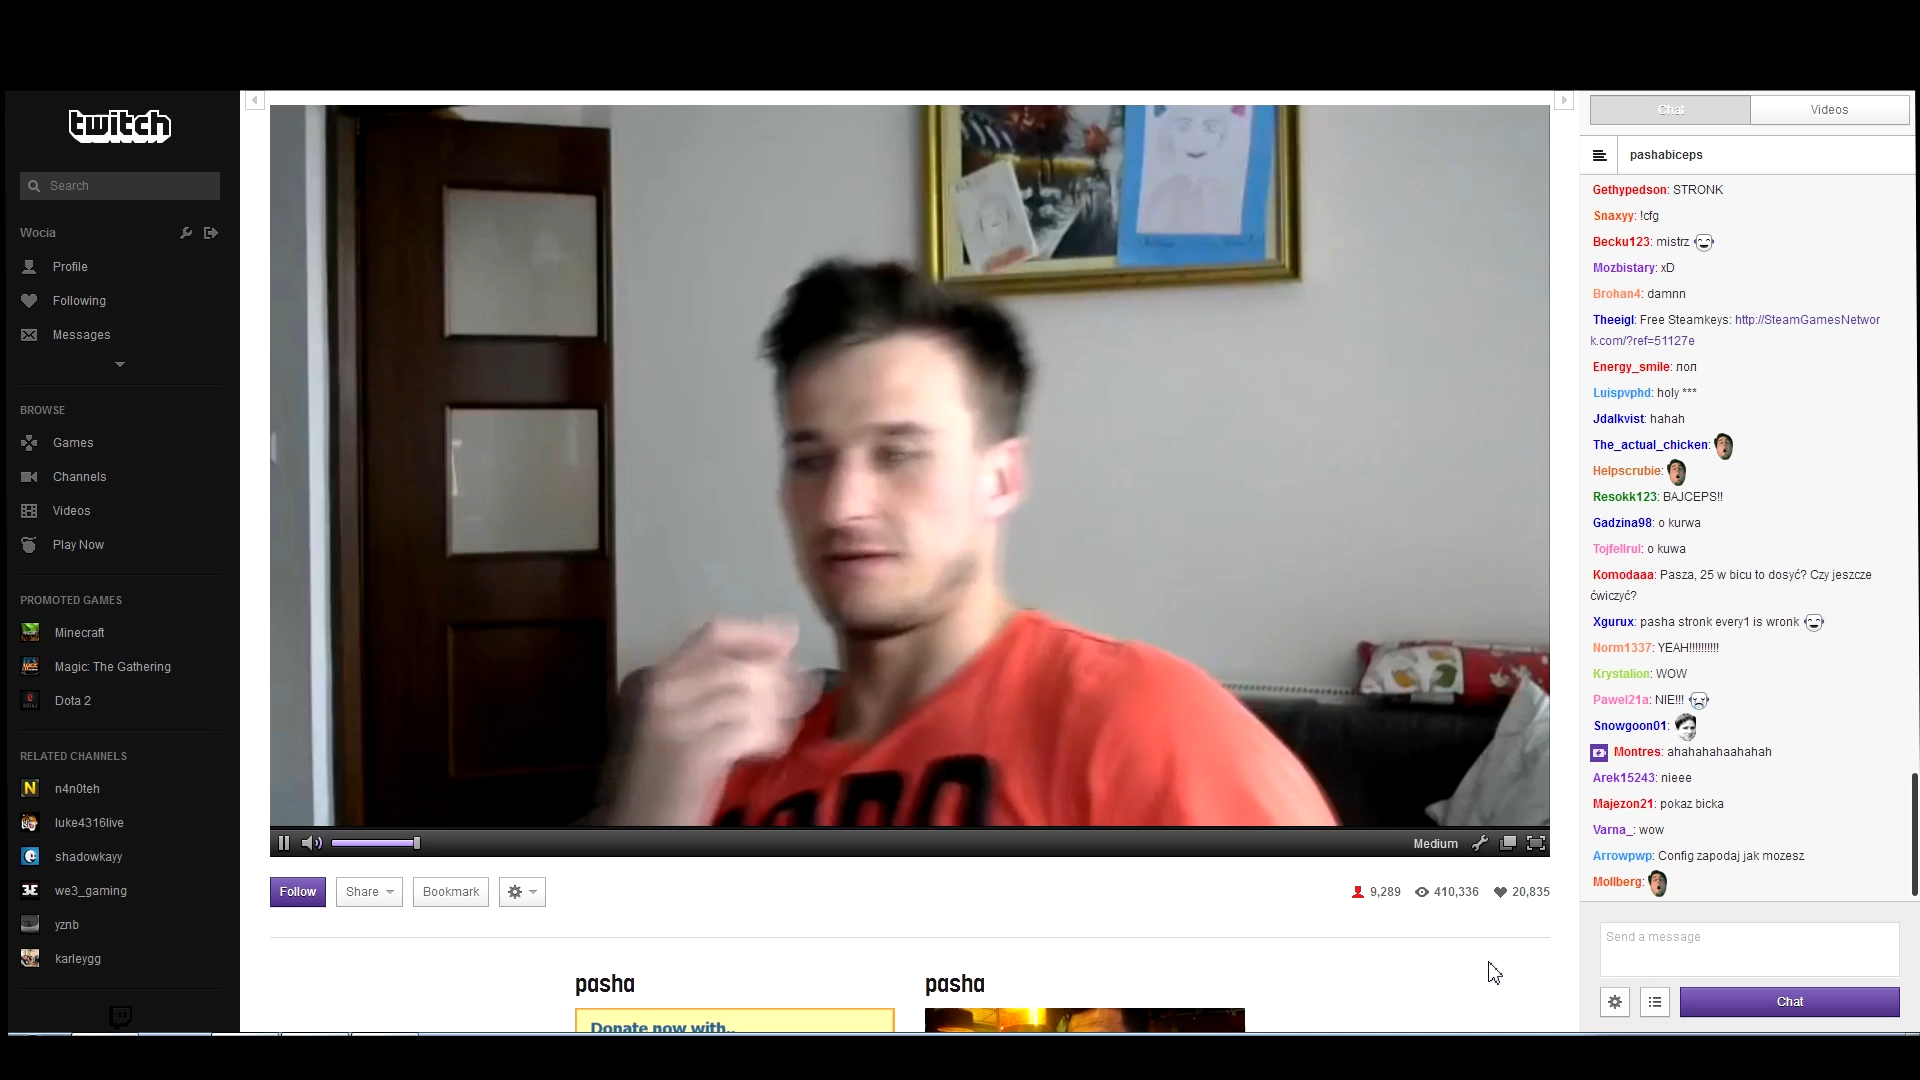 twitch
Search
Wocia
Profile
Following
Messages
BROWSE
Games
Channels
Videos
Play Now
PROMOTED GAMES
Minecraft
Magic: The Gathering
Dota 2
RELATED CHANNELS
n4n0teh
luke4316live
shadowkayy
we3_gaming
yznb
karleygg
Medium
Follow
Share
Bookmark
9,289
410,336
20,835
pasha
Donate now with..
pasha
Chat
Videos
pashabiceps
Gethypedson: STRONK
Snaxyy: !cfg
Becku123: mistrz
Mozbistary: xD
Brohan4: damnn
Theeigl: Free Steamkeys: http://SteamGamesNetwor
k.com/?ref=51127e
Energy_smile: лол
Luispvphd: holy ***
Jdalkvist: hahah
The_actual_chicken:
Helpscrubie:
Resokk123: BAJCEPS!!
Gadzina98: o kurwa
Tojfellrul: o kuwa
Komodaaa: Pasza, 25 w bicu to dosyć? Czy jeszcze
ćwiczyć?
Xgurux: pasha stronk every1 is wronk
Norm1337: YEAH!!!!!!!!!!
Krystalion: WOW
Pawel21a: NIE!!!
Snowgoon01:
Montres: ahahahahaahahah
Arek15243: nieee
Majezon21: pokaz bicka
Varna_: wow
Arrowpwp: Config zapodaj jak mozesz
Mollberg:
Send a message
Chat